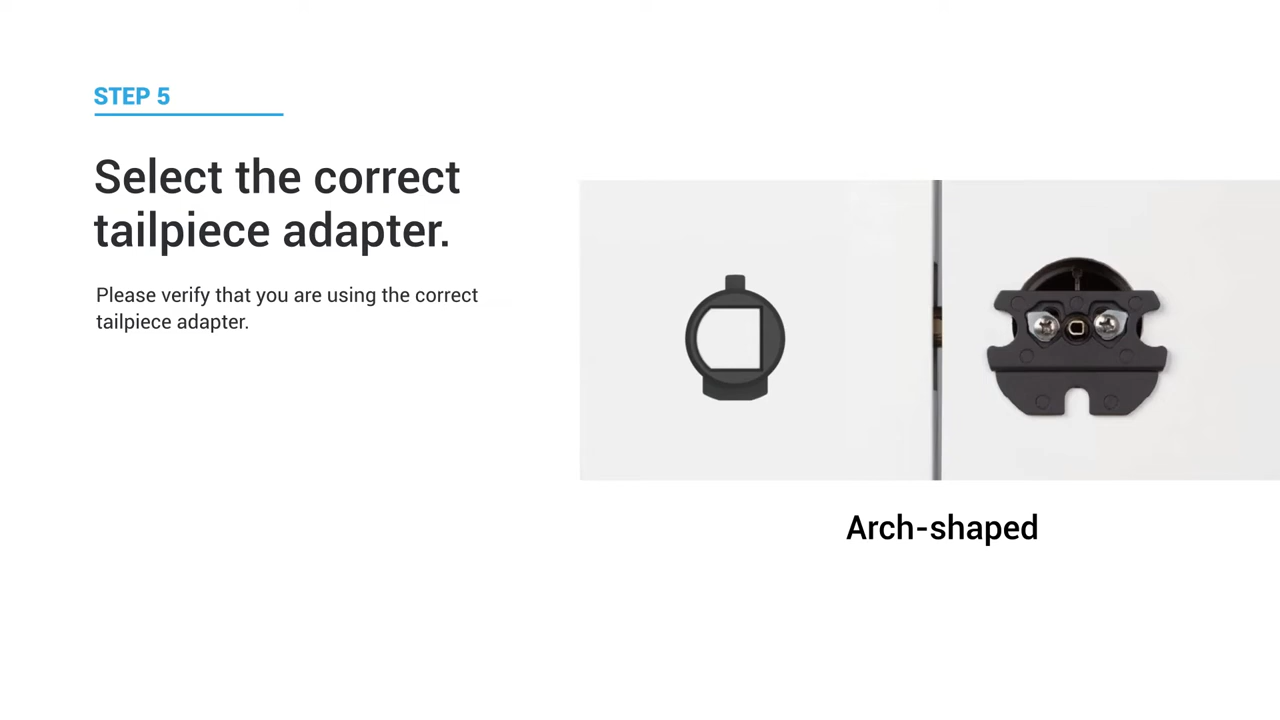 STEP 5
Select the correct
tailpiece adapter.
Please verify that you are using the correct
tailpiece adapter.
Arch-shaped